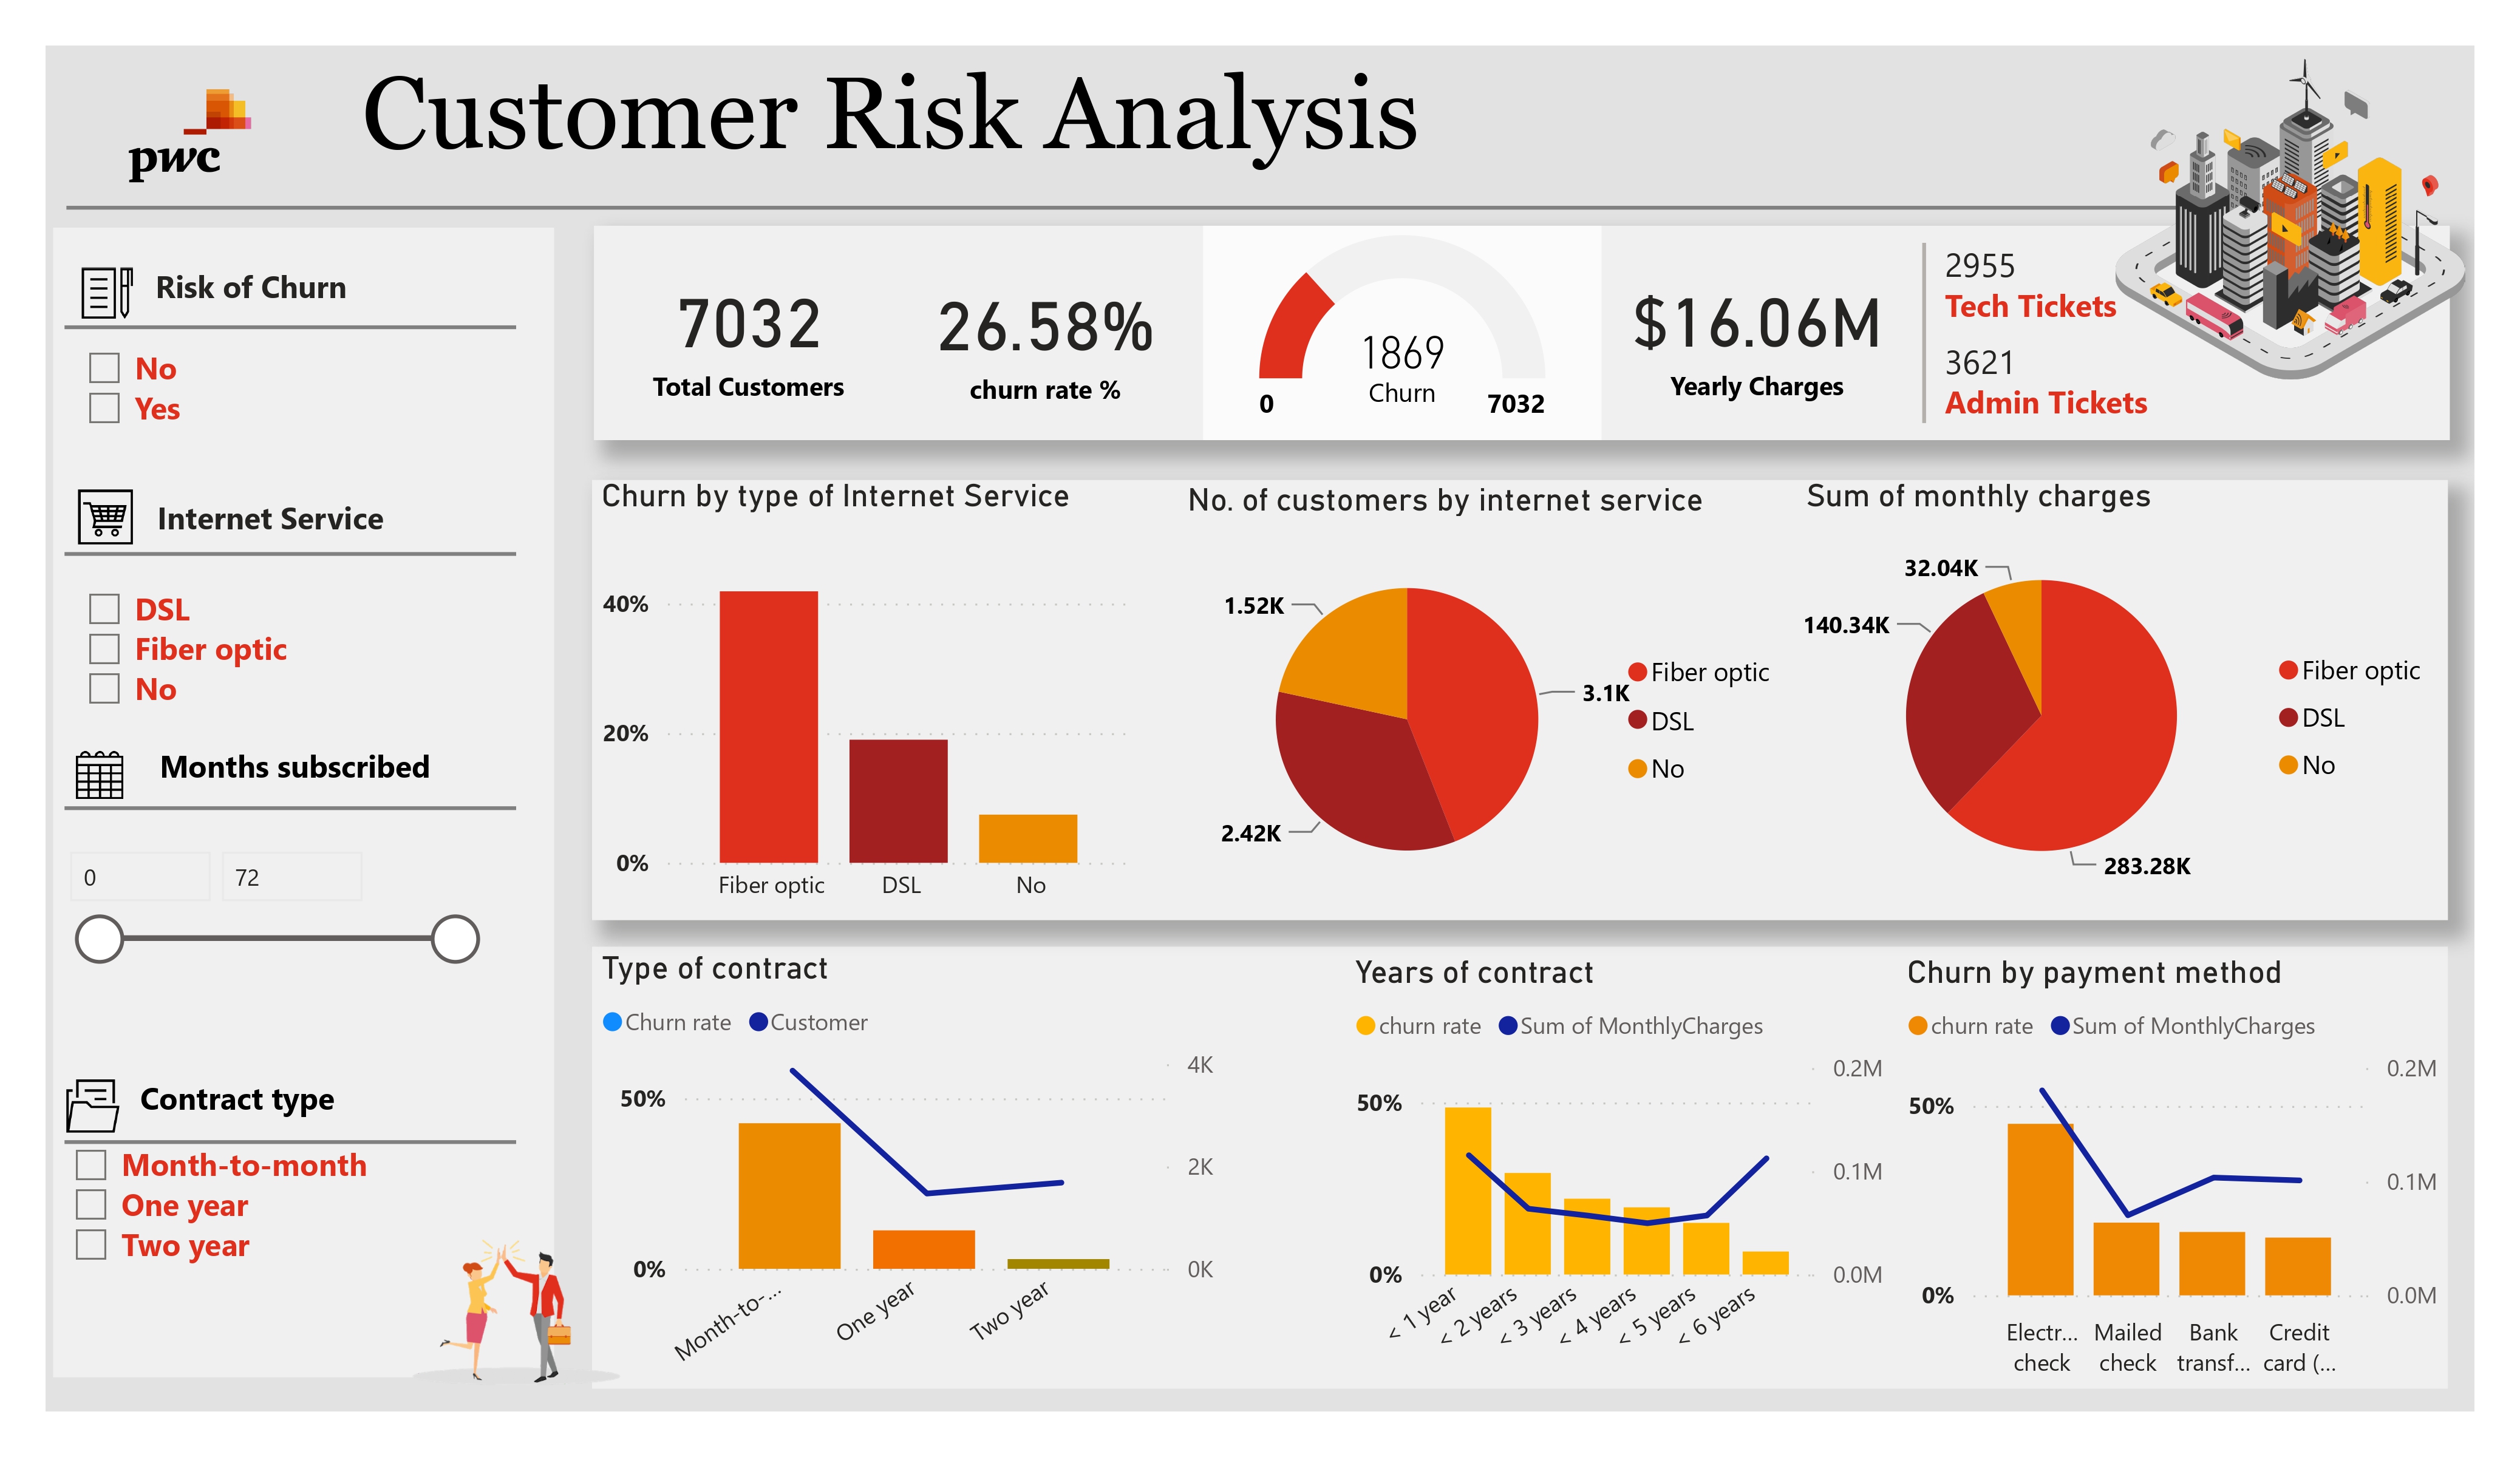 pwc
Customer Risk Analysis
Risk of Churn
No
Yes
Internet Service
DSL
Fiber optic
No
Months subscribed
0
72
Contract type
Month-to-month
One year
Two year
7032
Total Customers
26.58%
churn rate %
1869
Churn
0
7032
$16.06M
Yearly Charges
2955
Tech Tickets
3621
Admin Tickets
Churn by type of Internet Service
40%
20%
0%
Fiber optic
DSL
No
No. of customers by internet service
1.52K
3.1K
2.42K
Fiber optic
DSL
No
Sum of monthly charges
32.04K
140.34K
283.28K
Fiber optic
DSL
No
Type of contract
Churn rate
Customer
50%
0%
4K
2K
0K
Month-to-...
One year
Two year
Years of contract
churn rate
Sum of MonthlyCharges
50%
0%
0.2M
0.1M
0.0M
< 1 year
< 2 years
< 3 years
< 4 years
< 5 years
< 6 years
Churn by payment method
churn rate
Sum of MonthlyCharges
50%
0%
0.2M
0.1M
0.0M
Electr...
check
Mailed
check
Bank
transf...
Credit
card (...